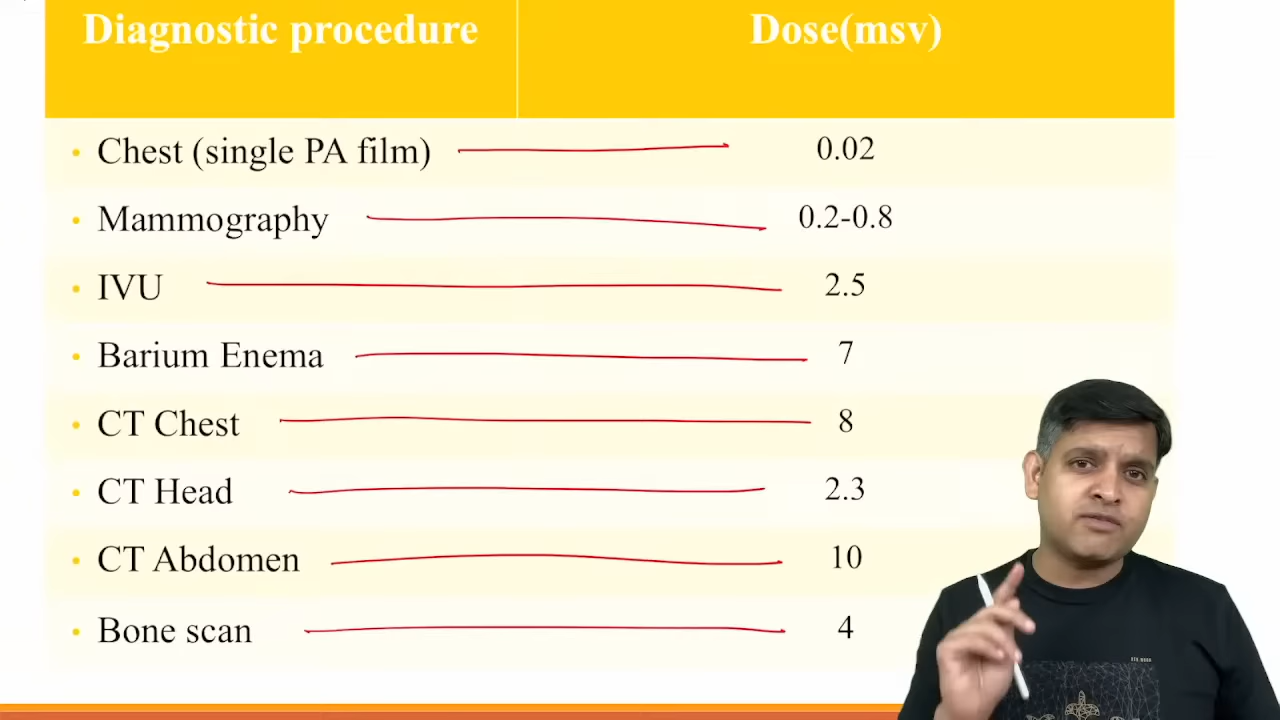 Diagnostic procedure Dose(msv)
• Chest (single PA film) 0.02
• Mammography 0.2-0.8
• IVU 2.5
• Barium Enema 7
• CT Chest 8
• CT Head 2.3
• CT Abdomen 10
• Bone scan 4